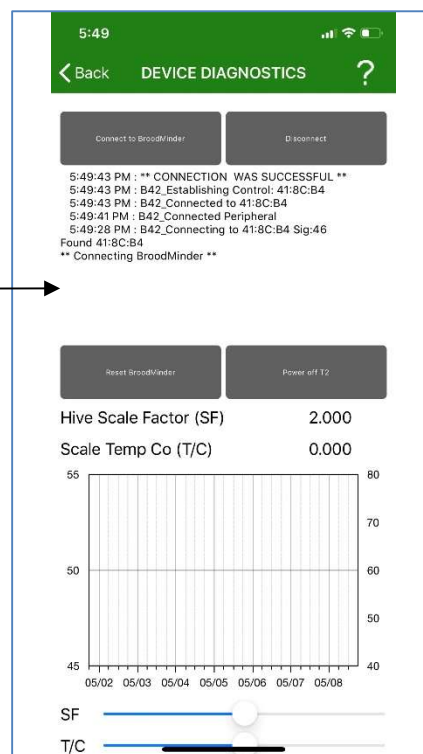 5:49
Back DEVICE DIAGNOSTICS ?
Connect to BroodMinder Disconnect
5:49:43 PM : ** CONNECTION WAS SUCCESSFUL **
5:49:43 PM : B42_Establishing Control: 41:8C:B4
5:49:43 PM : B42_Connected to 41:8C:B4
5:49:41 PM : B42_Connected Peripheral
5:49:28 PM : B42_Connecting to 41:8C:B4 Sig:46
Found 41:8C:B4
** Connecting BroodMinder **
Reset BroodMinder Power off T2
Hive Scale Factor (SF) 2.000
Scale Temp Co (T/C) 0.000
55 80
70
50 60
50
45 40
05/02 05/03 05/04 05/05 05/06 05/07 05/08
SF
T/C